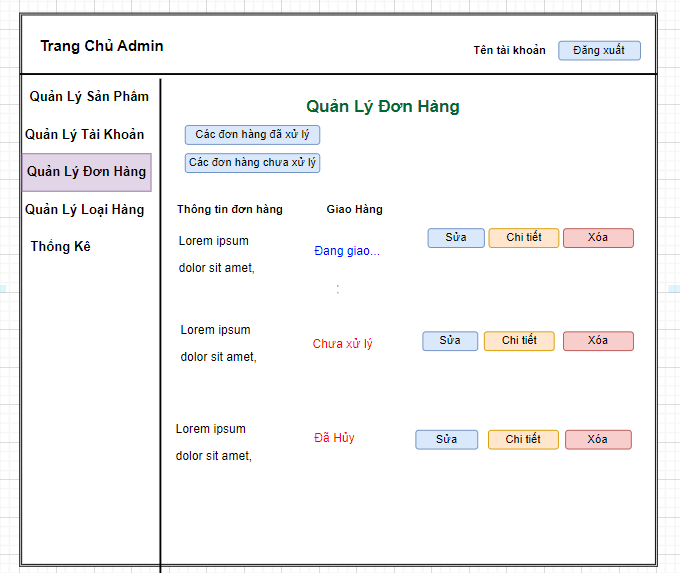 Trang Chủ Admin
Tên tài khoản
Đăng xuất
Quản Lý Sản Phẩm
Quản Lý Tài Khoản
Quản Lý Đơn Hàng
Quản Lý Loại Hàng
Thống Kê
Quản Lý Đơn Hàng
Các đơn hàng đã xử lý
Các đơn hàng chưa xử lý
Thông tin đơn hàng
Giao Hàng
Lorem ipsum
dolor sit amet,
Đang giao...
Sửa
Chi tiết
Xóa
:
Lorem ipsum
dolor sit amet,
Chưa xử lý
Sửa
Chi tiết
Xóa
Lorem ipsum
dolor sit amet,
Đã Hủy
Sửa
Chi tiết
Xóa